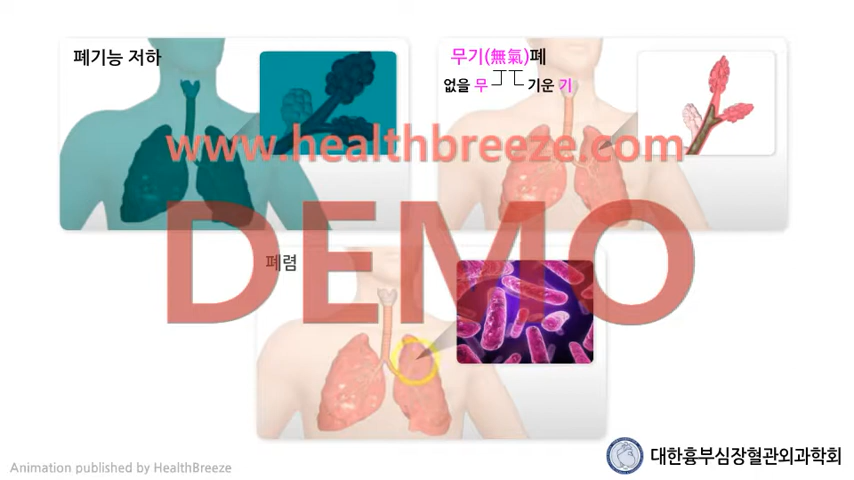 폐기능 저하
무기(無氣)폐
없을 무 기운 기
www.healthbreeze.com
DEMO
폐렴
Animation published by HealthBreeze
대한흉부심장혈관외과학회